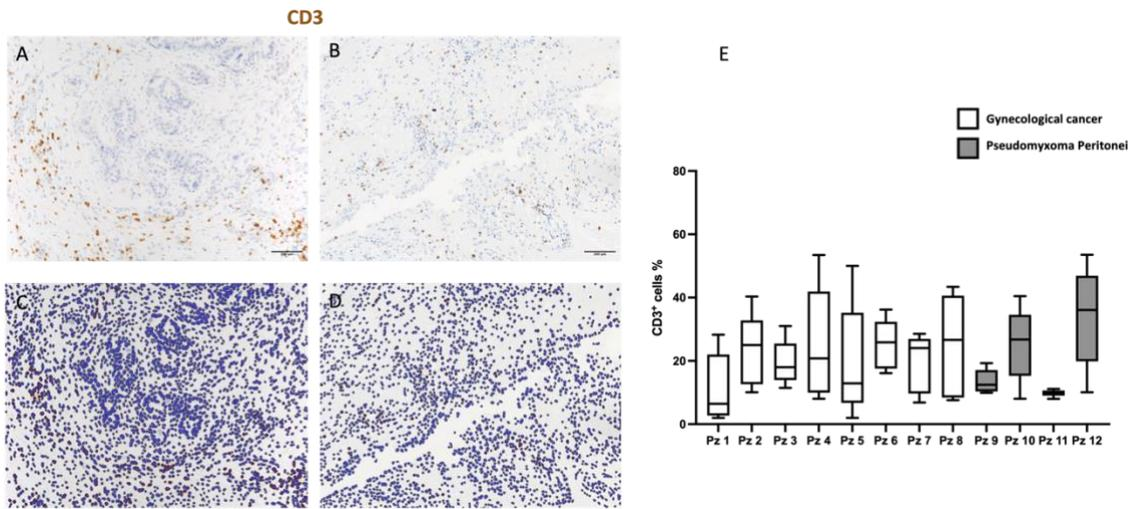 CD3
A
B
C
D
E
Gynecological cancer
Pseudomyxoma Peritonei
CD3+ cells %
80
60
40
20
0
Pz 1 Pz 2 Pz 3 Pz 4 Pz 5 Pz 6 Pz 7 Pz 8 Pz 9 Pz 10 Pz 11 Pz 12